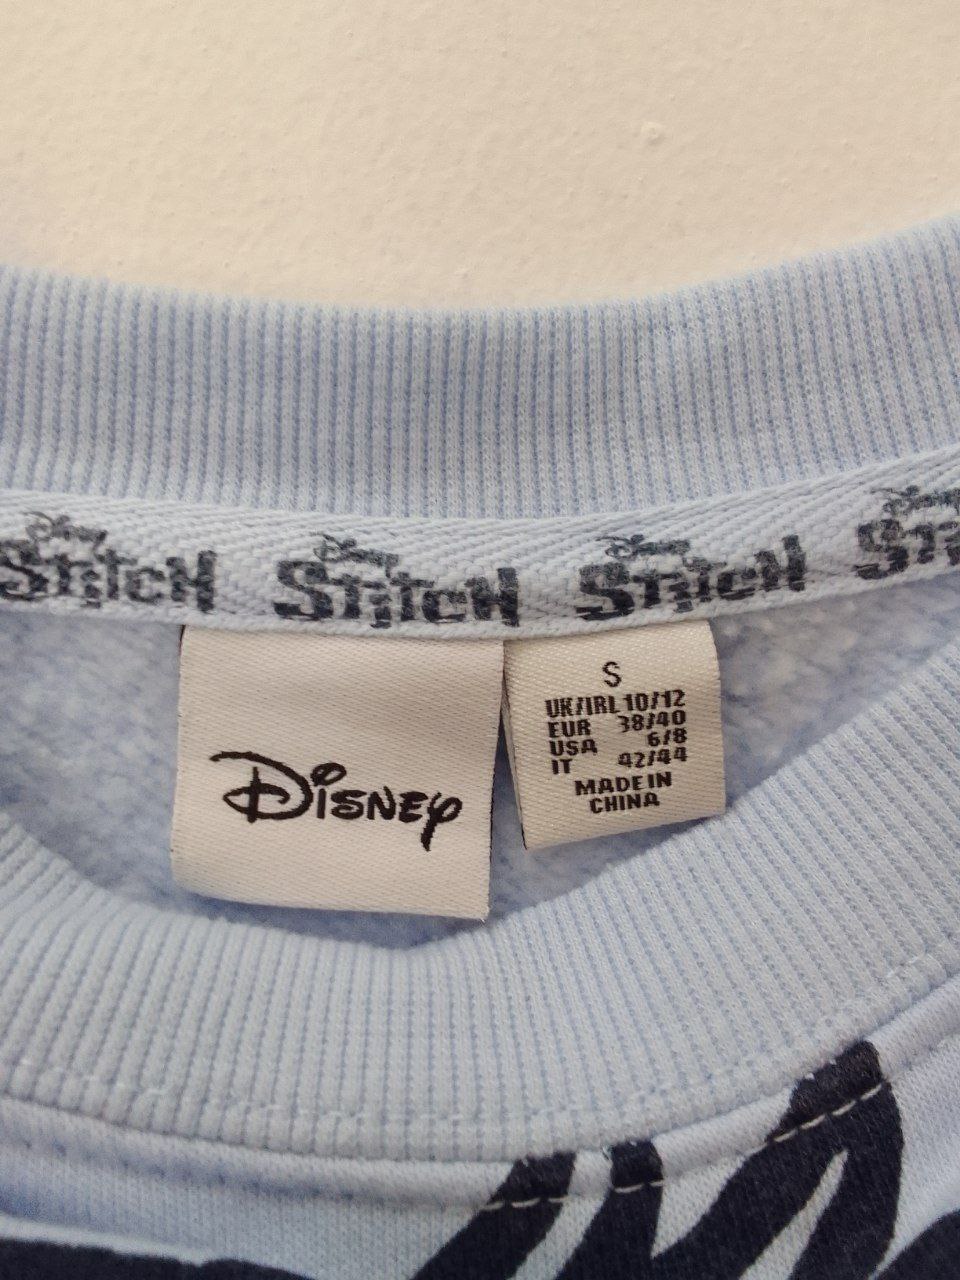 Disney
Stitch
Disney
Stitch
Disney
Stitch
Disney
Disney
S
UK/IRL 10/12
EUR 38/40
USA 6/8
IT 42/44
MADE IN
CHINA